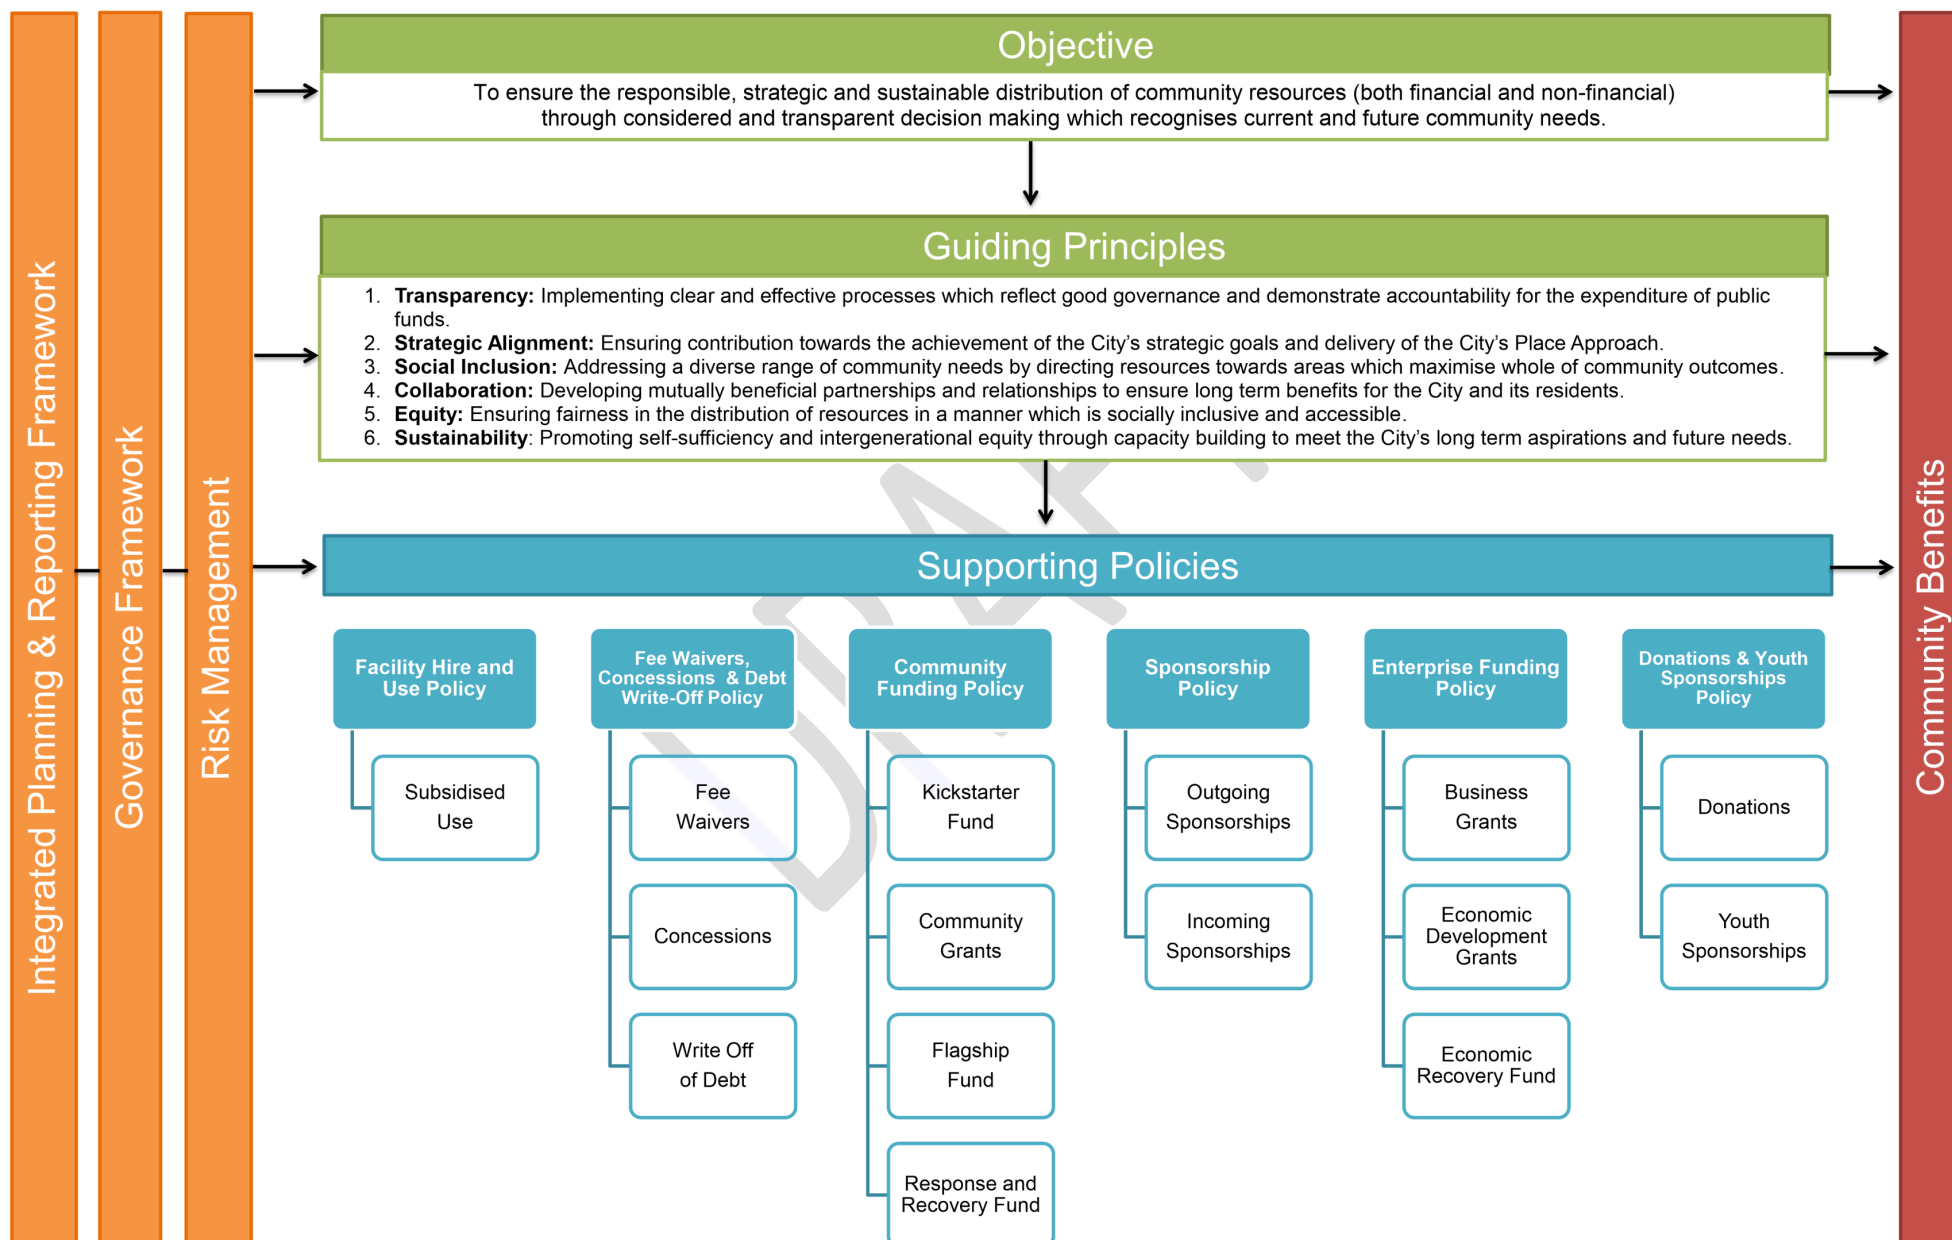 Integrated Planning & Reporting Framework
Governance Framework
Risk Management
Objective
To ensure the responsible, strategic and sustainable distribution of community resources (both financial and non-financial)
through considered and transparent decision making which recognises current and future community needs.
Guiding Principles
1. Transparency: Implementing clear and effective processes which reflect good governance and demonstrate accountability for the expenditure of public
funds.
2. Strategic Alignment: Ensuring contribution towards the achievement of the City's strategic goals and delivery of the City's Place Approach.
3. Social Inclusion: Addressing a diverse range of community needs by directing resources towards areas which maximise whole of community outcomes.
4. Collaboration: Developing mutually beneficial partnerships and relationships to ensure long term benefits for the City and its residents.
5. Equity: Ensuring fairness in the distribution of resources in a manner which is socially inclusive and accessible.
6. Sustainability: Promoting self-sufficiency and intergenerational equity through capacity building to meet the City's long term aspirations and future needs.
DRAFT
Supporting Policies
Facility Hire and
Use Policy
Subsidised
Use
Fee Waivers,
Concessions & Debt
Write-Off Policy
Fee
Waivers
Concessions
Write Off
of Debt
Community
Funding Policy
Kickstarter
Fund
Community
Grants
Flagship
Fund
Response and
Recovery Fund
Sponsorship
Policy
Outgoing
Sponsorships
Incoming
Sponsorships
Enterprise Funding
Policy
Business
Grants
Economic
Development
Grants
Economic
Recovery Fund
Donations & Youth
Sponsorships
Policy
Donations
Youth
Sponsorships
Community Benefits